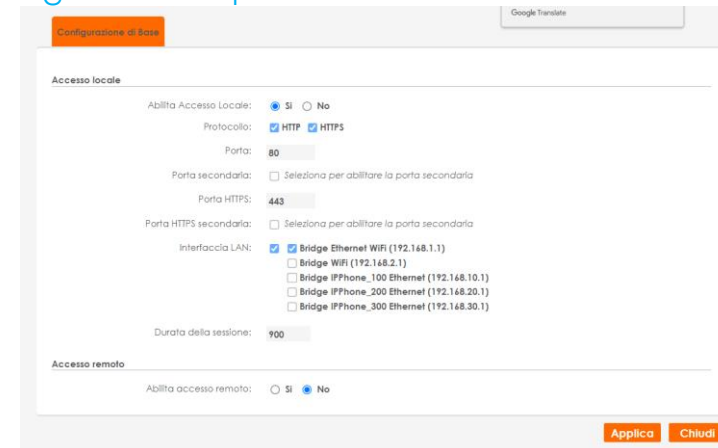 Google Translate
Configurazione di Base
Accesso locale
Abilita Accesso Locale: Sì No
Protocollo: HTTP HTTPS
Porta: 80
Porta secondaria: Seleziona per abilitare la porta secondaria
Porta HTTPS: 443
Porta HTTPS secondaria: Seleziona per abilitare la porta secondaria
Interfaccia LAN: Bridge Ethernet WiFi (192.168.1.1)
Bridge WiFi (192.168.2.1)
Bridge IPPhone_100 Ethernet (192.168.10.1)
Bridge IPPhone_200 Ethernet (192.168.20.1)
Bridge IPPhone_300 Ethernet (192.168.30.1)
Durata della sessione: 900
Accesso remoto
Abilita accesso remoto: Sì No
Applica Chiudi